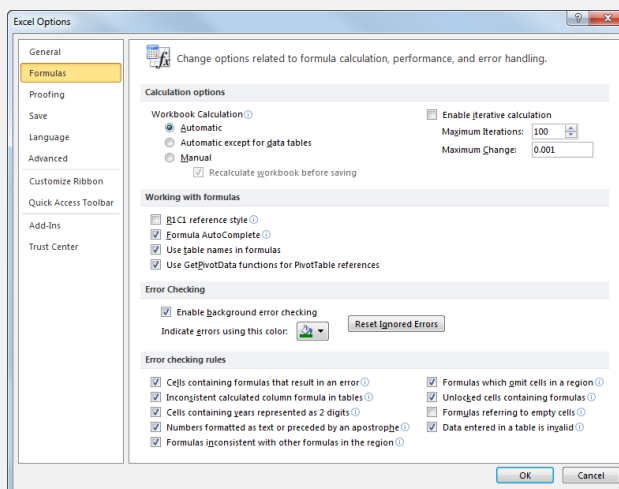 Excel Options
General
Formulas
Proofing
Save
Language
Advanced
Customize Ribbon
Quick Access Toolbar
Add-Ins
Trust Center
Change options related to formula calculation, performance, and error handling.
Calculation options
Workbook Calculation
Automatic
Automatic except for data tables
Manual
Recalculate workbook before saving
Enable iterative calculation
Maximum Iterations: 100
Maximum Change: 0.001
Working with formulas
R1C1 reference style
Formula AutoComplete
Use table names in formulas
Use GetPivotData functions for PivotTable references
Error Checking
Enable background error checking
Indicate errors using this color:
Reset Ignored Errors
Error checking rules
Cells containing formulas that result in an error
Inconsistent calculated column formula in tables
Cells containing years represented as 2 digits
Numbers formatted as text or preceded by an apostrophe
Formulas inconsistent with other formulas in the region
Formulas which omit cells in a region
Unlocked cells containing formulas
Formulas referring to empty cells
Data entered in a table is invalid
OK
Cancel